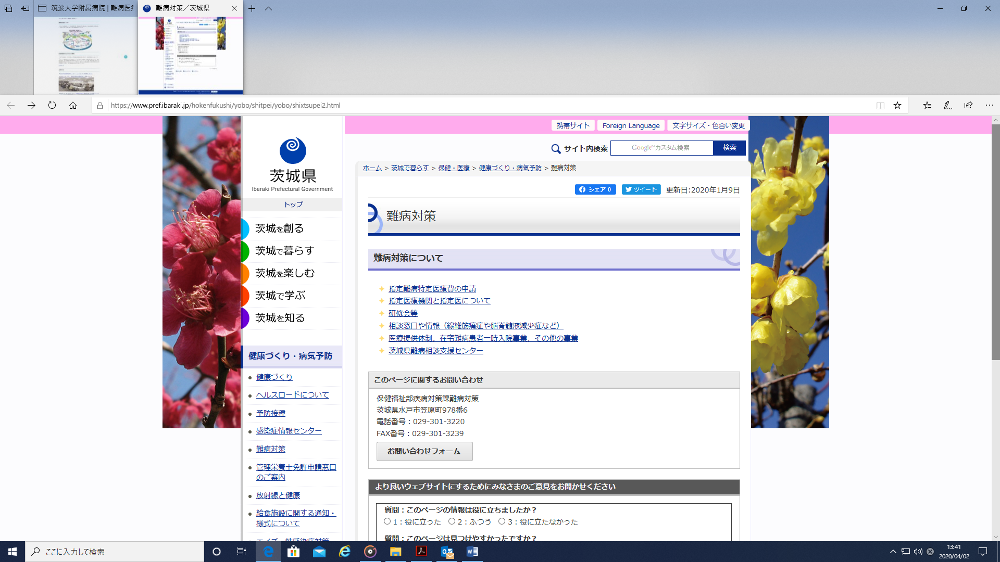 筑波大学附属病院 | 難病医
難病対策／茨城県
https://www.pref.ibaraki.jp/hokenfukushi/yobo/shitpei/yobo/shixtsupei2.html
携帯サイト
Foreign Language
文字サイズ・色合い変更
サイト内検索
Google™カスタム検索
検索
茨城県
Ibaraki Prefectural Government
トップ
茨城を創る
茨城で暮らす
茨城を楽しむ
茨城で学ぶ
茨城を知る
健康づくり・病気予防
健康づくり
ヘルスロードについて
予防接種
感染症情報センター
難病対策
管理栄養士免許申請窓口
のご案内
放射線と健康
給食施設に関する通知・
様式について
エイズ・性感染症対策
ホーム > 茨城で暮らす > 保健・医療 > 健康づくり・病気予防 > 難病対策
シェア 0
ツイート
更新日:2020年1月9日
難病対策
難病対策について
指定難病特定医療費の申請
指定医療機関と指定医について
研修会等
相談窓口や情報（線維筋痛症や脳脊髄液減少症など）
医療提供体制，在宅難病患者一時入院事業，その他の事業
茨城県難病相談支援センター
このページに関するお問い合わせ
保健福祉部疾病対策課難病対策
茨城県水戸市笠原町978番6
電話番号：029-301-3220
FAX番号：029-301-3239
お問い合わせフォーム
より良いウェブサイトにするためにみなさまのご意見をお聞かせください
質問：このページの情報は役に立ちましたか？
1：役に立った
2：ふつう
3：役に立たなかった
質問：このページは見つけやすかったですか？
ここに入力して検索
13:41
2020/04/02